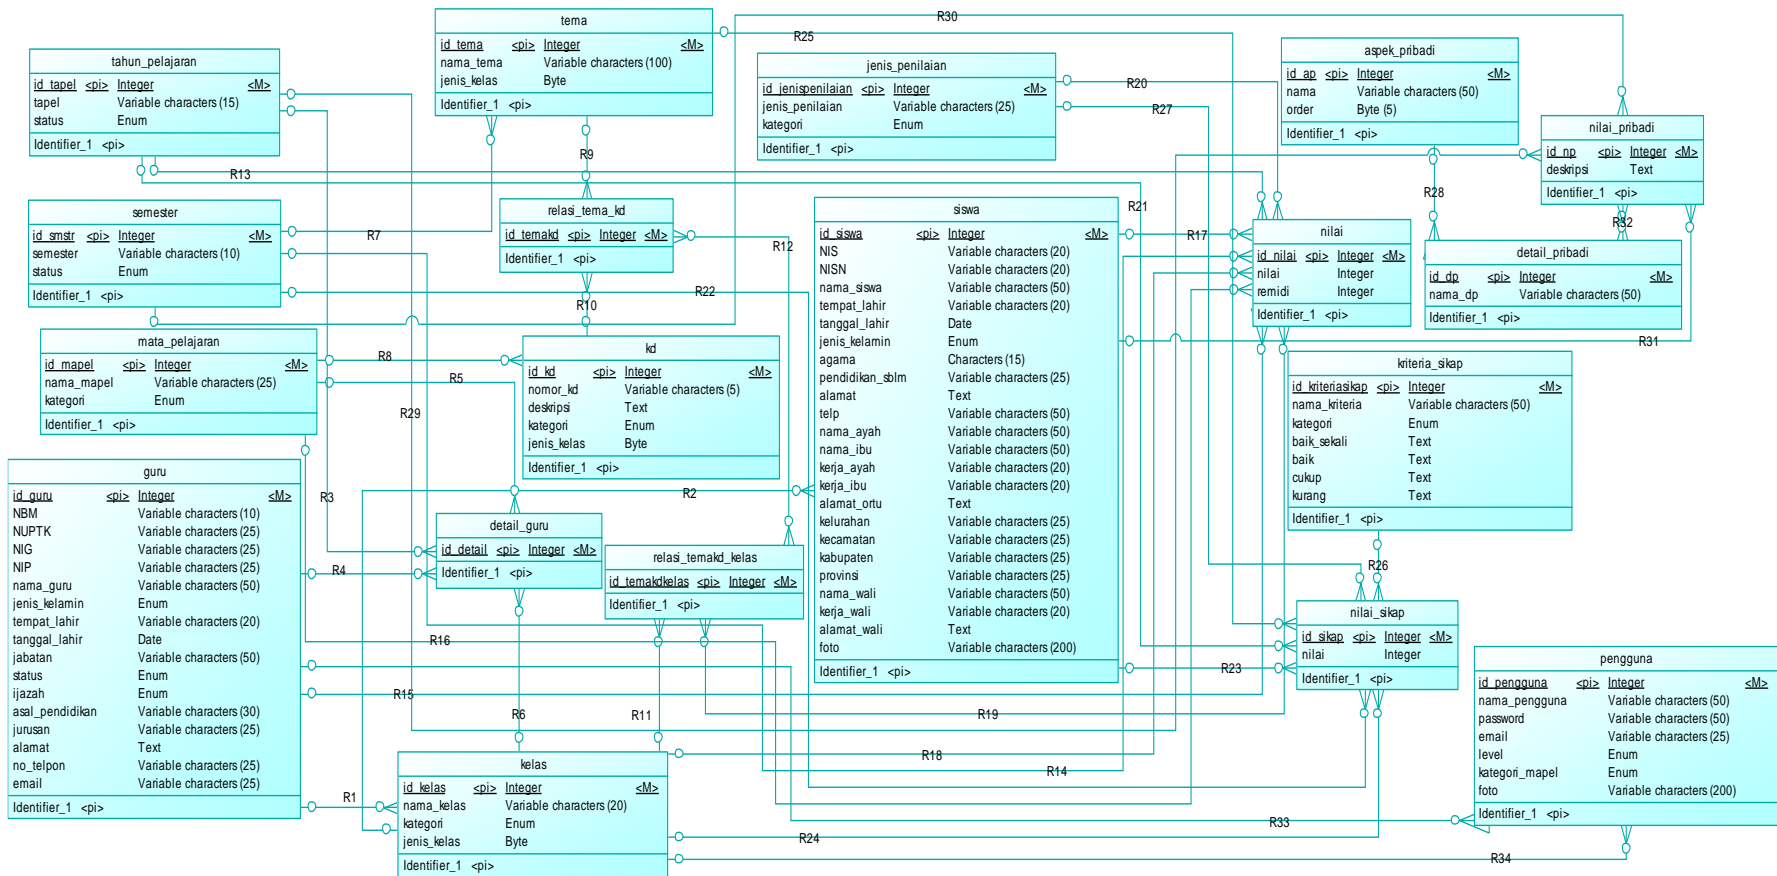 tema
id_tema <pi> Integer <M>
nama_tema Variable characters (100)
jenis_kelas Byte
Identifier_1 <pi>
tahun_pelajaran
id_tapel <pi> Integer <M>
tapel Variable characters (15)
status Enum
Identifier_1 <pi>
jenis_penilaian
id_jenispenilaian <pi> Integer <M>
jenis_penilaian Variable characters (25)
kategori Enum
Identifier_1 <pi>
aspek_pribadi
id_ap <pi> Integer <M>
nama Variable characters (50)
order Byte (5)
Identifier_1 <pi>
nilai_pribadi
id_np <pi> Integer <M>
deskripsi Text
Identifier_1 <pi>
semester
id_smstr <pi> Integer <M>
semester Variable characters (10)
status Enum
Identifier_1 <pi>
relasi_tema_kd
id_temakd <pi> Integer <M>
Identifier_1 <pi>
siswa
id_siswa <pi> Integer <M>
NIS Variable characters (20)
NISN Variable characters (20)
nama_siswa Variable characters (50)
tempat_lahir Variable characters (20)
tanggal_lahir Date
jenis_kelamin Enum
agama Characters (15)
pendidikan_sblm Variable characters (25)
alamat Text
telp Variable characters (50)
nama_ayah Variable characters (50)
nama_ibu Variable characters (50)
kerja_ayah Variable characters (20)
kerja_ibu Variable characters (20)
alamat_ortu Text
kelurahan Variable characters (25)
kecamatan Variable characters (25)
kabupaten Variable characters (25)
provinsi Variable characters (25)
nama_wali Variable characters (50)
kerja_wali Variable characters (20)
alamat_wali Text
foto Variable characters (200)
Identifier_1 <pi>
nilai
id_nilai <pi> Integer <M>
nilai Integer
remidi Integer
Identifier_1 <pi>
detail_pribadi
id_dp <pi> Integer <M>
nama_dp Variable characters (50)
Identifier_1 <pi>
mata_pelajaran
id_mapel <pi> Integer <M>
nama_mapel Variable characters (25)
kategori Enum
Identifier_1 <pi>
kd
id_kd <pi> Integer <M>
nomor_kd Variable characters (5)
deskripsi Text
kategori Enum
jenis_kelas Byte
Identifier_1 <pi>
kriteria_sikap
id_kriteriasikap <pi> Integer <M>
nama_kriteria Variable characters (50)
kategori Enum
baik_sekali Text
baik Text
cukup Text
kurang Text
Identifier_1 <pi>
guru
id_guru <pi> Integer <M>
NBM Variable characters (10)
NUPTK Variable characters (25)
NIG Variable characters (25)
NIP Variable characters (25)
nama_guru Variable characters (50)
jenis_kelamin Enum
tempat_lahir Variable characters (20)
tanggal_lahir Date
jabatan Variable characters (50)
status Enum
ijazah Enum
asal_pendidikan Variable characters (30)
jurusan Variable characters (25)
alamat Text
no_telpon Variable characters (25)
email Variable characters (25)
Identifier_1 <pi>
detail_guru
id_detail <pi> Integer <M>
Identifier_1 <pi>
relasi_temakd_kelas
id_temakdkelas <pi> Integer <M>
Identifier_1 <pi>
nilai_sikap
id_sikap <pi> Integer <M>
nilai Integer
Identifier_1 <pi>
pengguna
id_pengguna <pi> Integer <M>
nama_pengguna Variable characters (50)
password Variable characters (50)
email Variable characters (25)
level Enum
kategori_mapel Enum
foto Variable characters (200)
Identifier_1 <pi>
kelas
id_kelas <pi> Integer <M>
nama_kelas Variable characters (20)
kategori Enum
jenis_kelas Byte
Identifier_1 <pi>
R30
R25
R20
R27
R9
R13
R28
R21
R7
R12
R17
R32
R22
R10
R31
R8
R5
R29
R2
R3
R4
R26
R16
R23
R15
R6
R11
R19
R18
R14
R1
R33
R24
R34